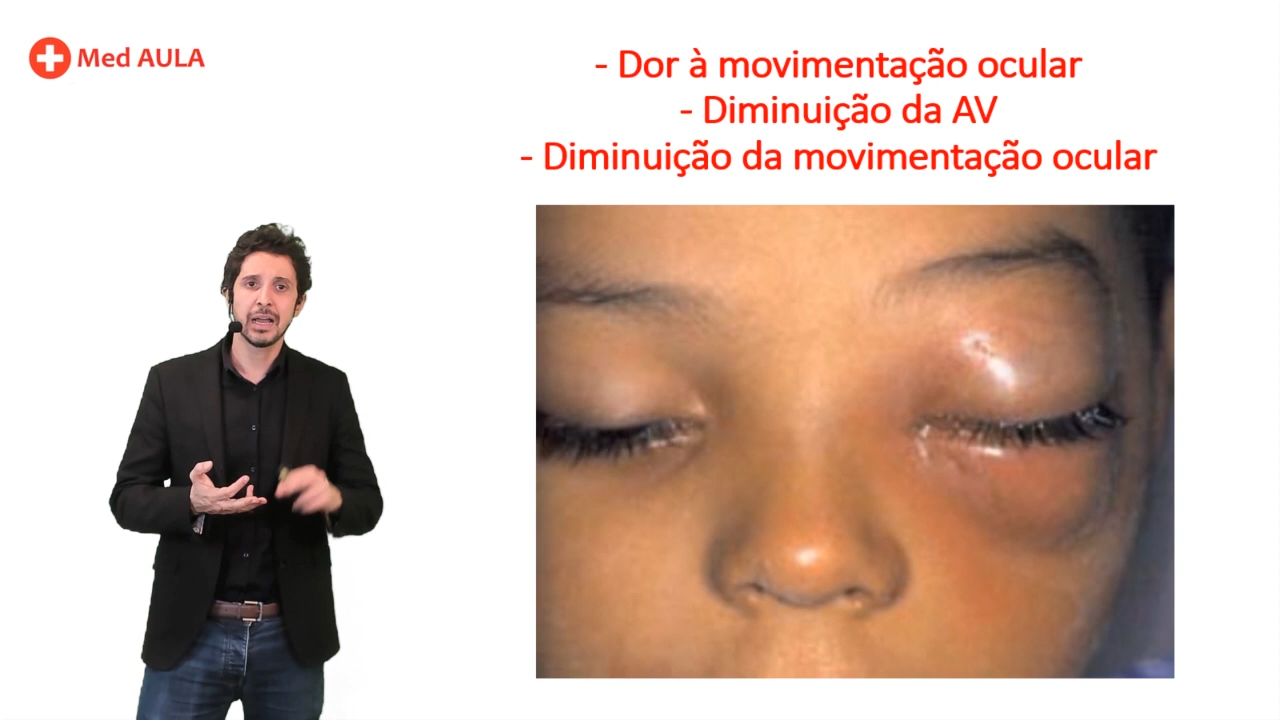 Med AULA
- Dor à movimentação ocular
- Diminuição da AV
- Diminuição da movimentação ocular